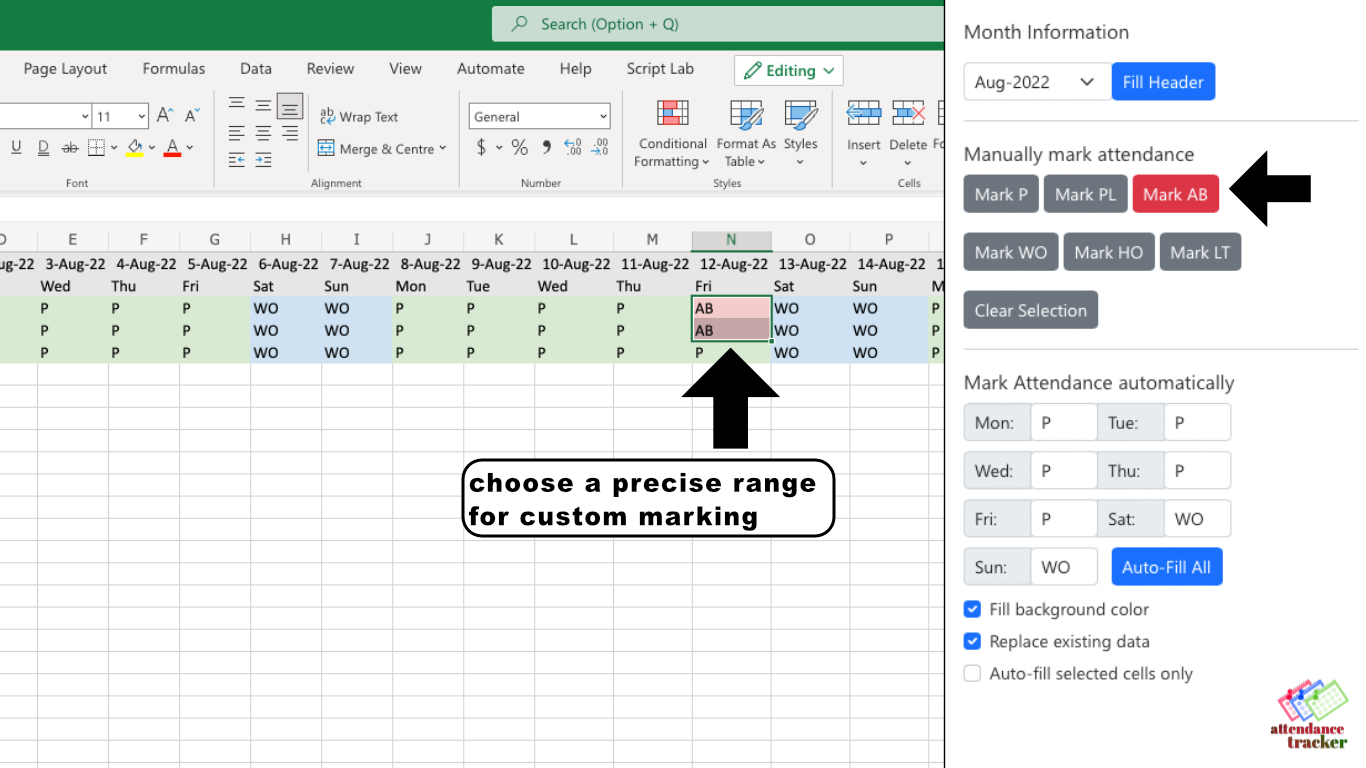 Search (Option + Q)
Page Layout Formulas Data Review View Automate Help Script Lab Editing
11 A A Wrap Text General
U D ab A Merge & Centre $ % Conditional Formatting Format As Table Styles Insert Delete
Font Alignment Number Styles Cells
E F G H I J K L M N O P
3-Aug-22 4-Aug-22 5-Aug-22 6-Aug-22 7-Aug-22 8-Aug-22 9-Aug-22 10-Aug-22 11-Aug-22 12-Aug-22 13-Aug-22 14-Aug-22
Wed Thu Fri Sat Sun Mon Tue Wed Thu Fri Sat Sun
P P P WO WO P P P P AB WO WO P
P P P WO WO P P P P AB WO WO P
P P P WO WO P P P P P WO WO P
choose a precise range
for custom marking
Month Information
Aug-2022 Fill Header
Manually mark attendance
Mark P Mark PL Mark AB
Mark WO Mark HO Mark LT
Clear Selection
Mark Attendance automatically
Mon: P Tue: P
Wed: P Thu: P
Fri: P Sat: WO
Sun: WO Auto-Fill All
Fill background color
Replace existing data
Auto-fill selected cells only
attendance
tracker